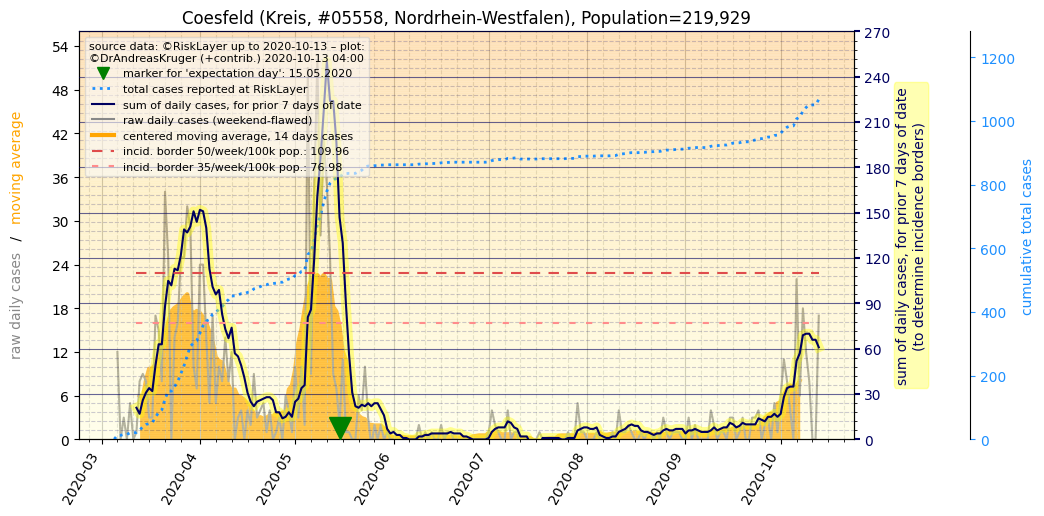 Coesfeld (Kreis, #05558, Nordrhein-Westfalen), Population=219,929
source data: ©RiskLayer up to 2020-10-13 – plot:
©DrAndreasKruger (+contrib.) 2020-10-13 04:00
marker for 'expectation day': 15.05.2020
total cases reported at RiskLayer
sum of daily cases, for prior 7 days of date
raw daily cases (weekend-flawed)
centered moving average, 14 days cases
incid. border 50/week/100k pop.: 109.96
incid. border 35/week/100k pop.: 76.98
raw daily cases / moving average
54
48
42
36
30
24
18
12
6
0
2020-03
2020-04
2020-05
2020-06
2020-07
2020-08
2020-09
2020-10
270
240
210
180
150
120
90
60
30
0
sum of daily cases, for prior 7 days of date
(to determine incidence borders)
1200
1000
800
600
400
200
0
cumulative total cases